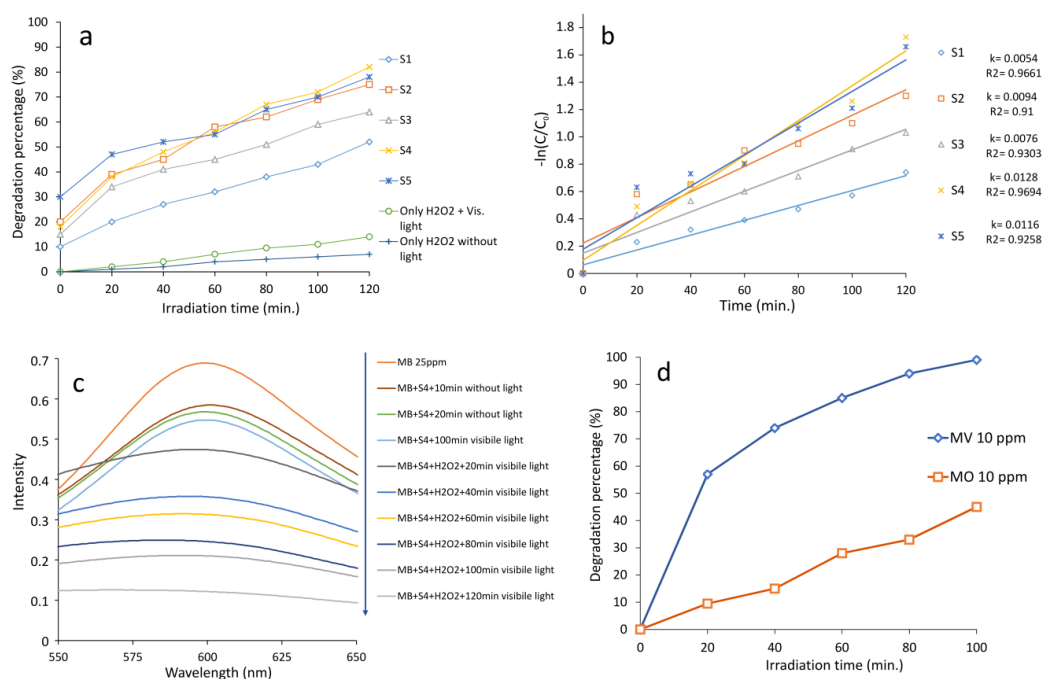 a
Degradation percentage (%)
100
90
80
70
60
50
40
30
20
10
0
0 20 40 60 80 100 120
Irradiation time (min.)
S1
S2
S3
S4
S5
Only H2O2 + Vis.
light
Only H2O2 without
light
b
-ln(C/C0)
1.8
1.6
1.4
1.2
1.0
0.8
0.6
0.4
0.2
0
0 20 40 60 80 100 120
Time (min.)
S1
k= 0.0054
R2= 0.9661
S2
k= 0.0094
R2= 0.91
S3
k= 0.0076
R2= 0.9303
S4
k= 0.0128
R2= 0.9694
S5
k= 0.0116
R2= 0.9258
c
Intensity
0.7
0.6
0.5
0.4
0.3
0.2
0.1
0
550 575 600 625 650
Wavelength (nm)
MB 25ppm
MB+S4+10min without light
MB+S4+20min without light
MB+S4+100min visibile light
MB+S4+H2O2+20min visibile light
MB+S4+H2O2+40min visibile light
MB+S4+H2O2+60min visibile light
MB+S4+H2O2+80min visibile light
MB+S4+H2O2+100min visibile light
MB+S4+H2O2+120min visibile light
d
Degradation percentage (%)
100
90
80
70
60
50
40
30
20
10
0
0 20 40 60 80 100
Irradiation time (min.)
MV 10 ppm
MO 10 ppm